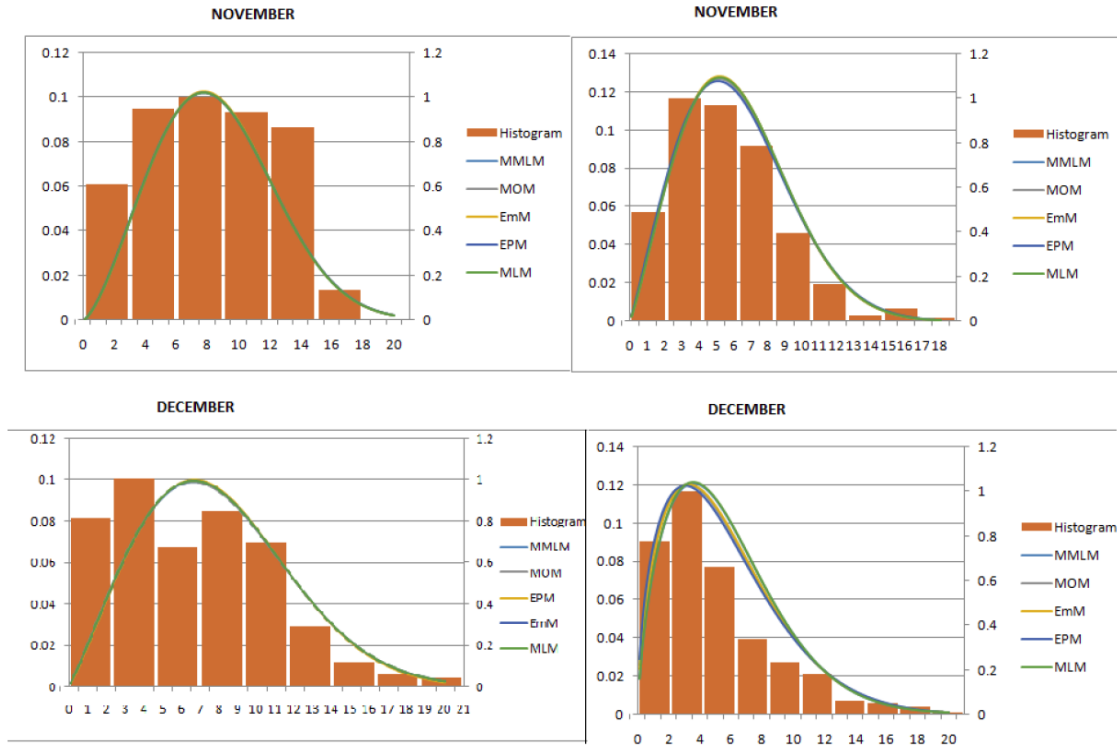 NOVEMBER
0.12
0.1
0.08
0.06
0.04
0.02
0
1.2
1
0.8
0.6
0.4
0.2
0
0 2 4 6 8 10 12 14 16 18 20
Histogram
MMLM
MOM
EmM
EPM
MLM
NOVEMBER
0.14
0.12
0.1
0.08
0.06
0.04
0.02
0
1.2
1
0.8
0.6
0.4
0.2
0
0 1 2 3 4 5 6 7 8 9 10 11 12 13 14 15 16 17 18
Histogram
MMLM
MOM
EmM
EPM
MLM
DECEMBER
0.12
0.1
0.08
0.06
0.04
0.02
0
1.2
1
0.8
0.6
0.4
0.2
0
0 1 2 3 4 5 6 7 8 9 10 11 12 13 15 16 17 18 19 20 21
Histogram
MMLM
MOM
EPM
EmM
MLM
DECEMBER
0.14
0.12
0.1
0.08
0.06
0.04
0.02
0
1.2
1
0.8
0.6
0.4
0.2
0
0 2 4 6 8 10 12 14 16 18 20
Histogram
MMLM
MOM
EmM
EPM
MLM